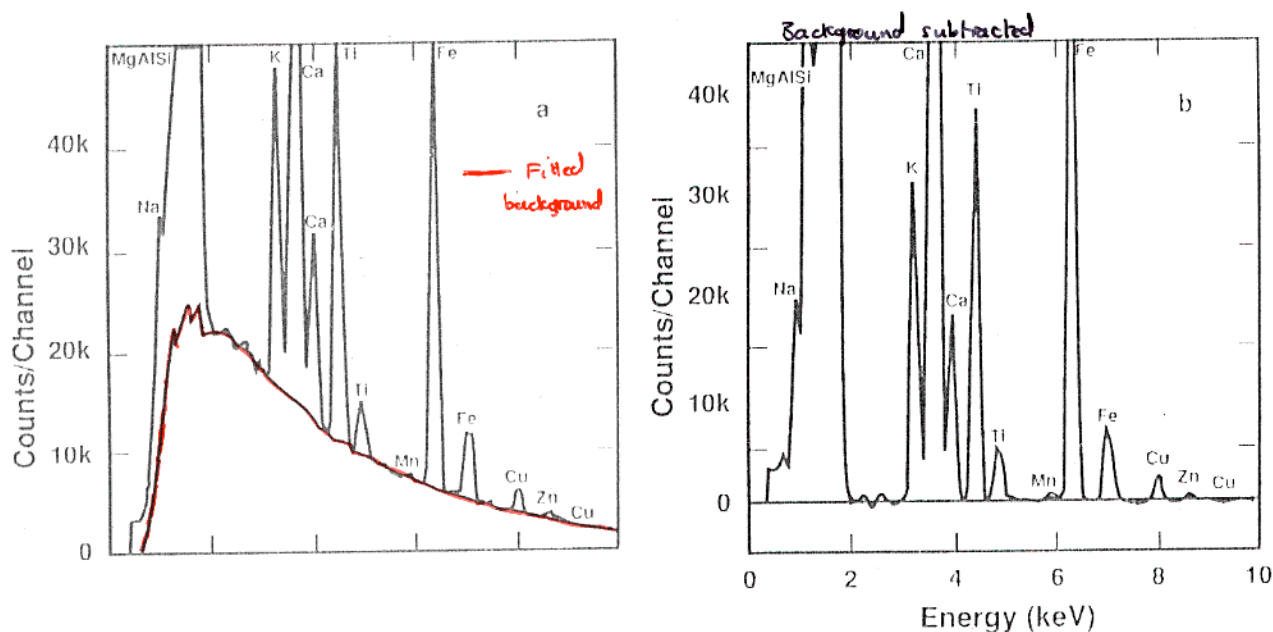 Background subtracted
MgAlSi
K
Ca
Ti
Fe
a
40k
Fitted
background
Na
Ca
30k
20k
Ti
Fe
10k
Mn
Cu
Zn
Cu
0
Counts/Channel
MgAlSi
Ca
Ti
Fe
b
40k
K
30k
Na
Ca
20k
10k
Ti
Fe
Mn
Cu
Zn
Cu
0
Counts/Channel
0 2 4 6 8 10
Energy (keV)